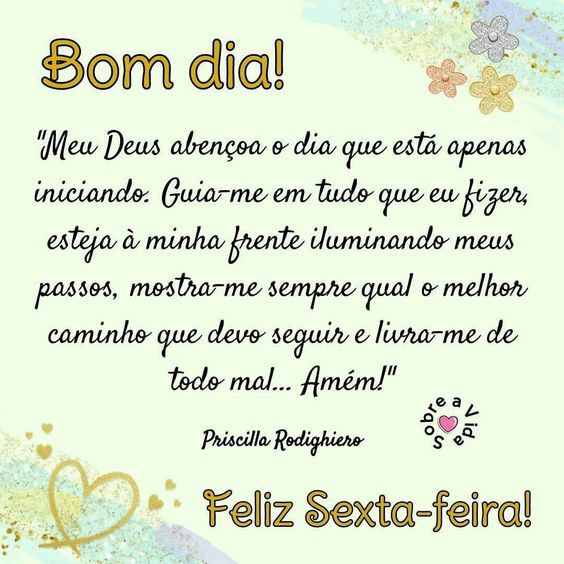 Bom dia!
"Meu Deus abençoa o dia que está apenas
iniciando. Guia-me em tudo que eu fizer,
esteja à minha frente iluminando meus
passos, mostra-me sempre qual o melhor
caminho que devo seguir e livra-me de
todo mal... Amém!"
Priscilla Rodighiero
Sobre a Vida
Feliz Sexta-feira!